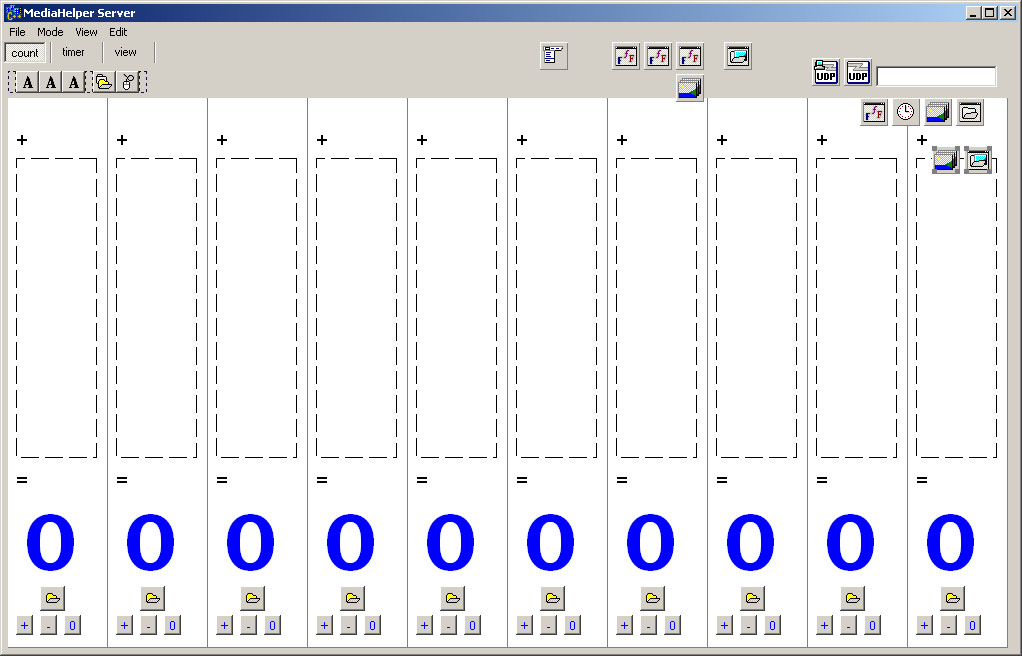 MediaHelper Server
File Mode View Edit
count timer view
A A A
F f F F f F F f F
UDP UDP
F f F
+ + + + + + + + + +
= = = = = = = = = =
0 0 0 0 0 0 0 0 0 0
+ - 0 + - 0 + - 0 + - 0 + - 0 + - 0 + - 0 + - 0 + - 0 + - 0